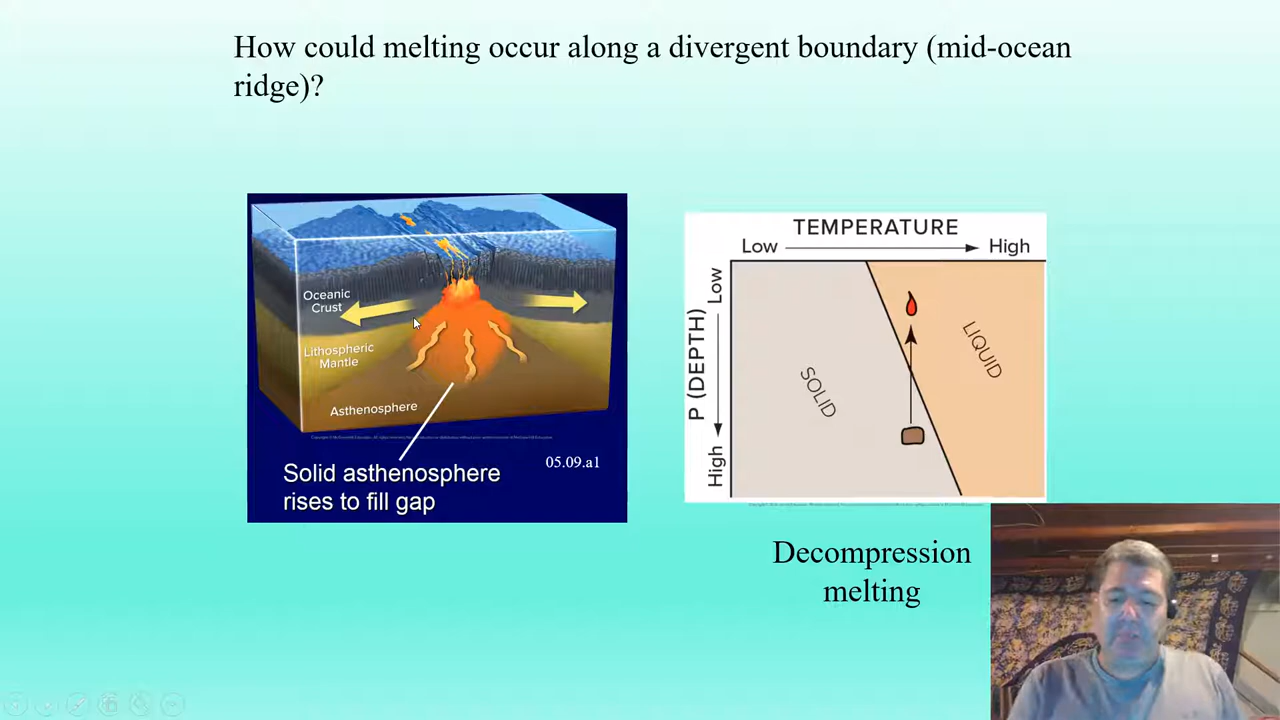 How could melting occur along a divergent boundary (mid-ocean
ridge)?
Oceanic
Crust
Lithospheric
Mantle
Asthenosphere
Solid asthenosphere
rises to fill gap
05.09.a1
TEMPERATURE
Low
High
P (DEPTH)
Low
High
SOLID
LIQUID
Decompression
melting